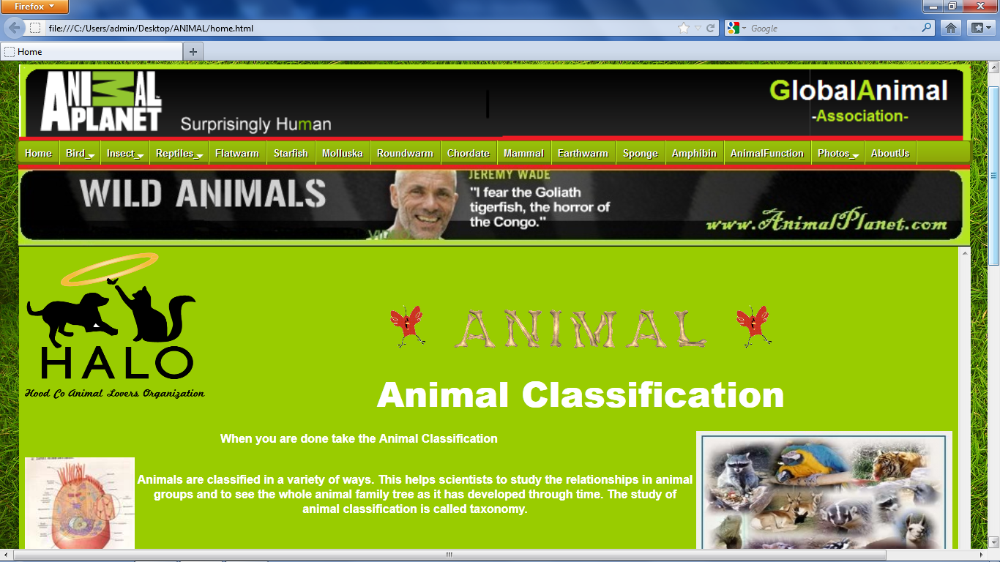 Firefox
file:///C:/Users/admin/Desktop/ANIMAL/home.html
Google
Home
ANIMAL PLANET
Surprisingly Human
GlobalAnimal
-Association-
Home Bird Insect Reptiles Flatwarm Starfish Molluska Roundwarm Chordate Mammal Earthwarm Sponge Amphibin AnimalFunction Photos AboutUs
WILD ANIMALS
JEREMY WADE
"I fear the Goliath
tigerfish, the horror of
the Congo."
www.AnimalPlanet.com
HALO
Hood Co Animal Lovers Organization
ANIMAL
Animal Classification
When you are done take the Animal Classification
Animals are classified in a variety of ways. This helps scientists to study the relationships in animal
groups and to see the whole animal family tree as it has developed through time. The study of
animal classification is called taxonomy.